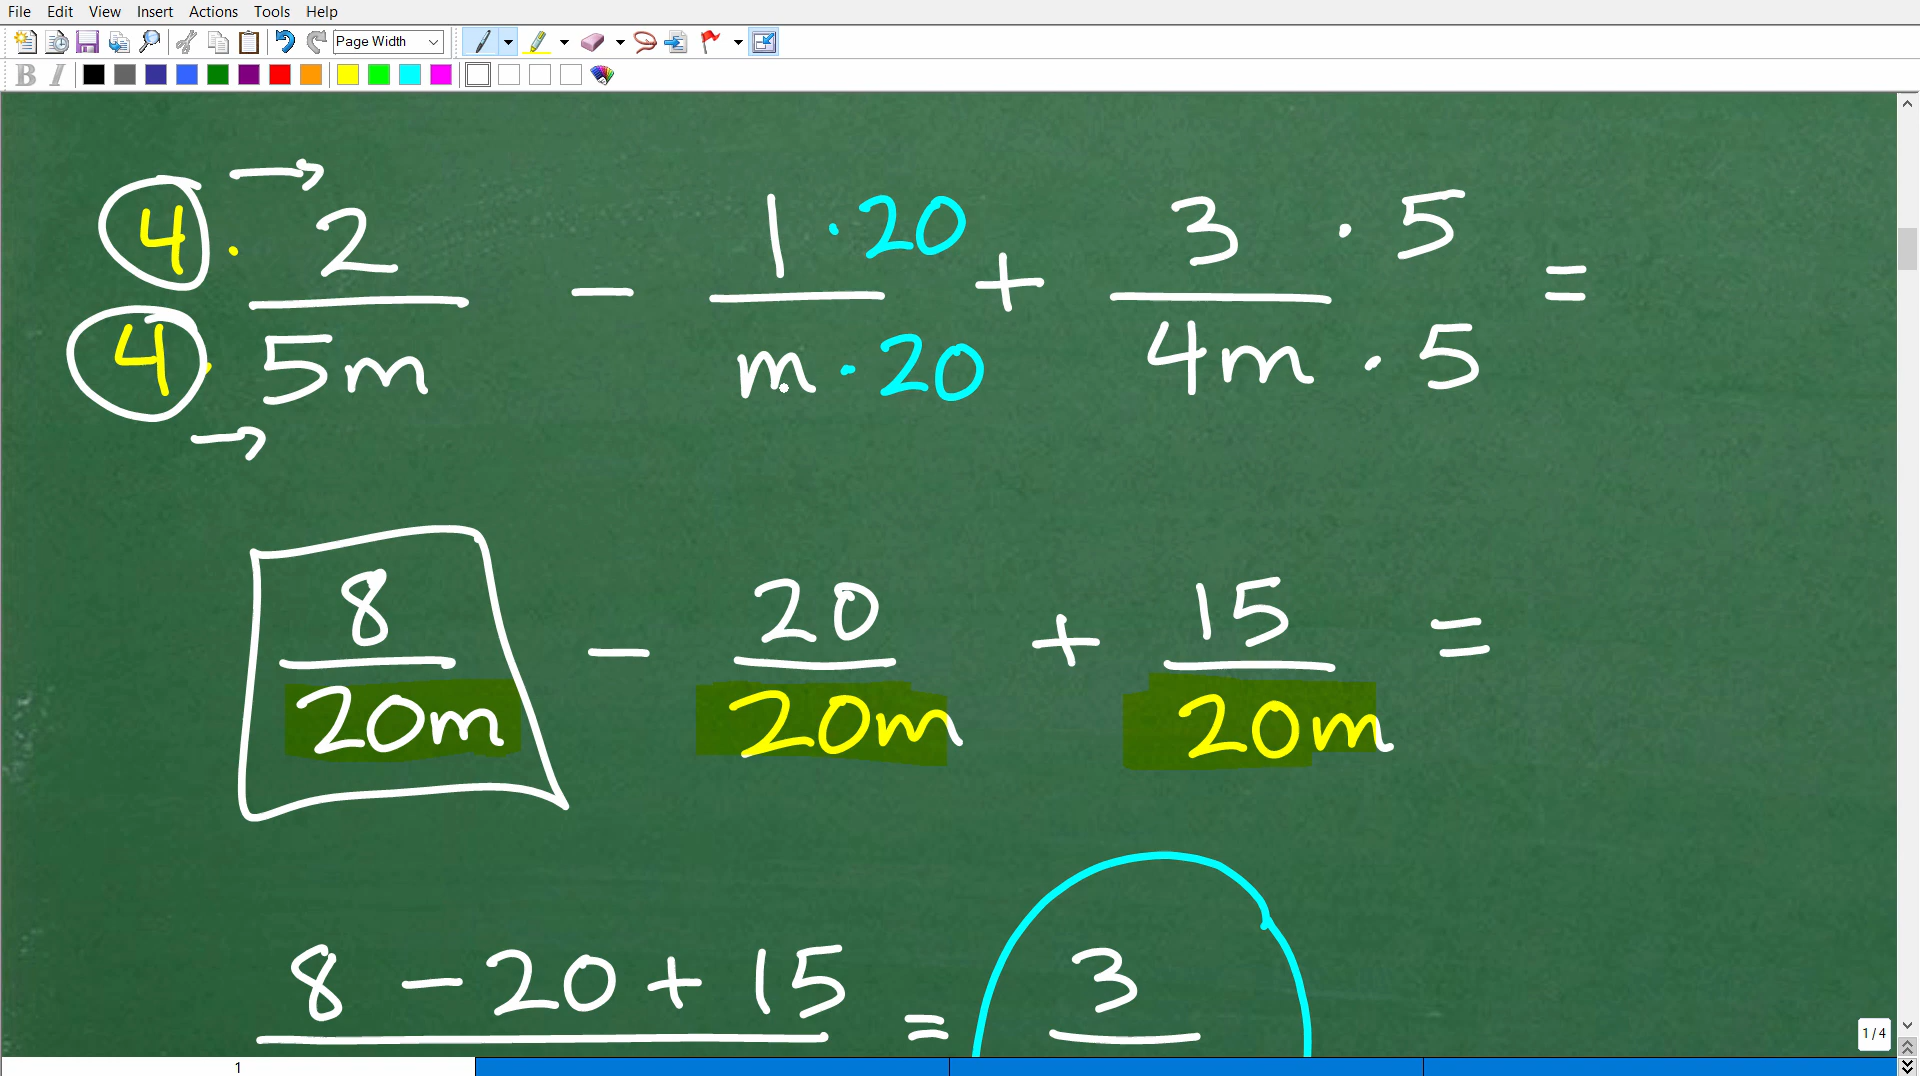 File Edit View Insert Actions Tools Help
Page Width
B I
4 · 2 / 5m · 4 − 1 · 20 / m · 20 + 3 · 5 / 4m · 5 =
8 / 20m − 20 / 20m + 15 / 20m =
8 − 20 + 15 = 3
1 / 4
1